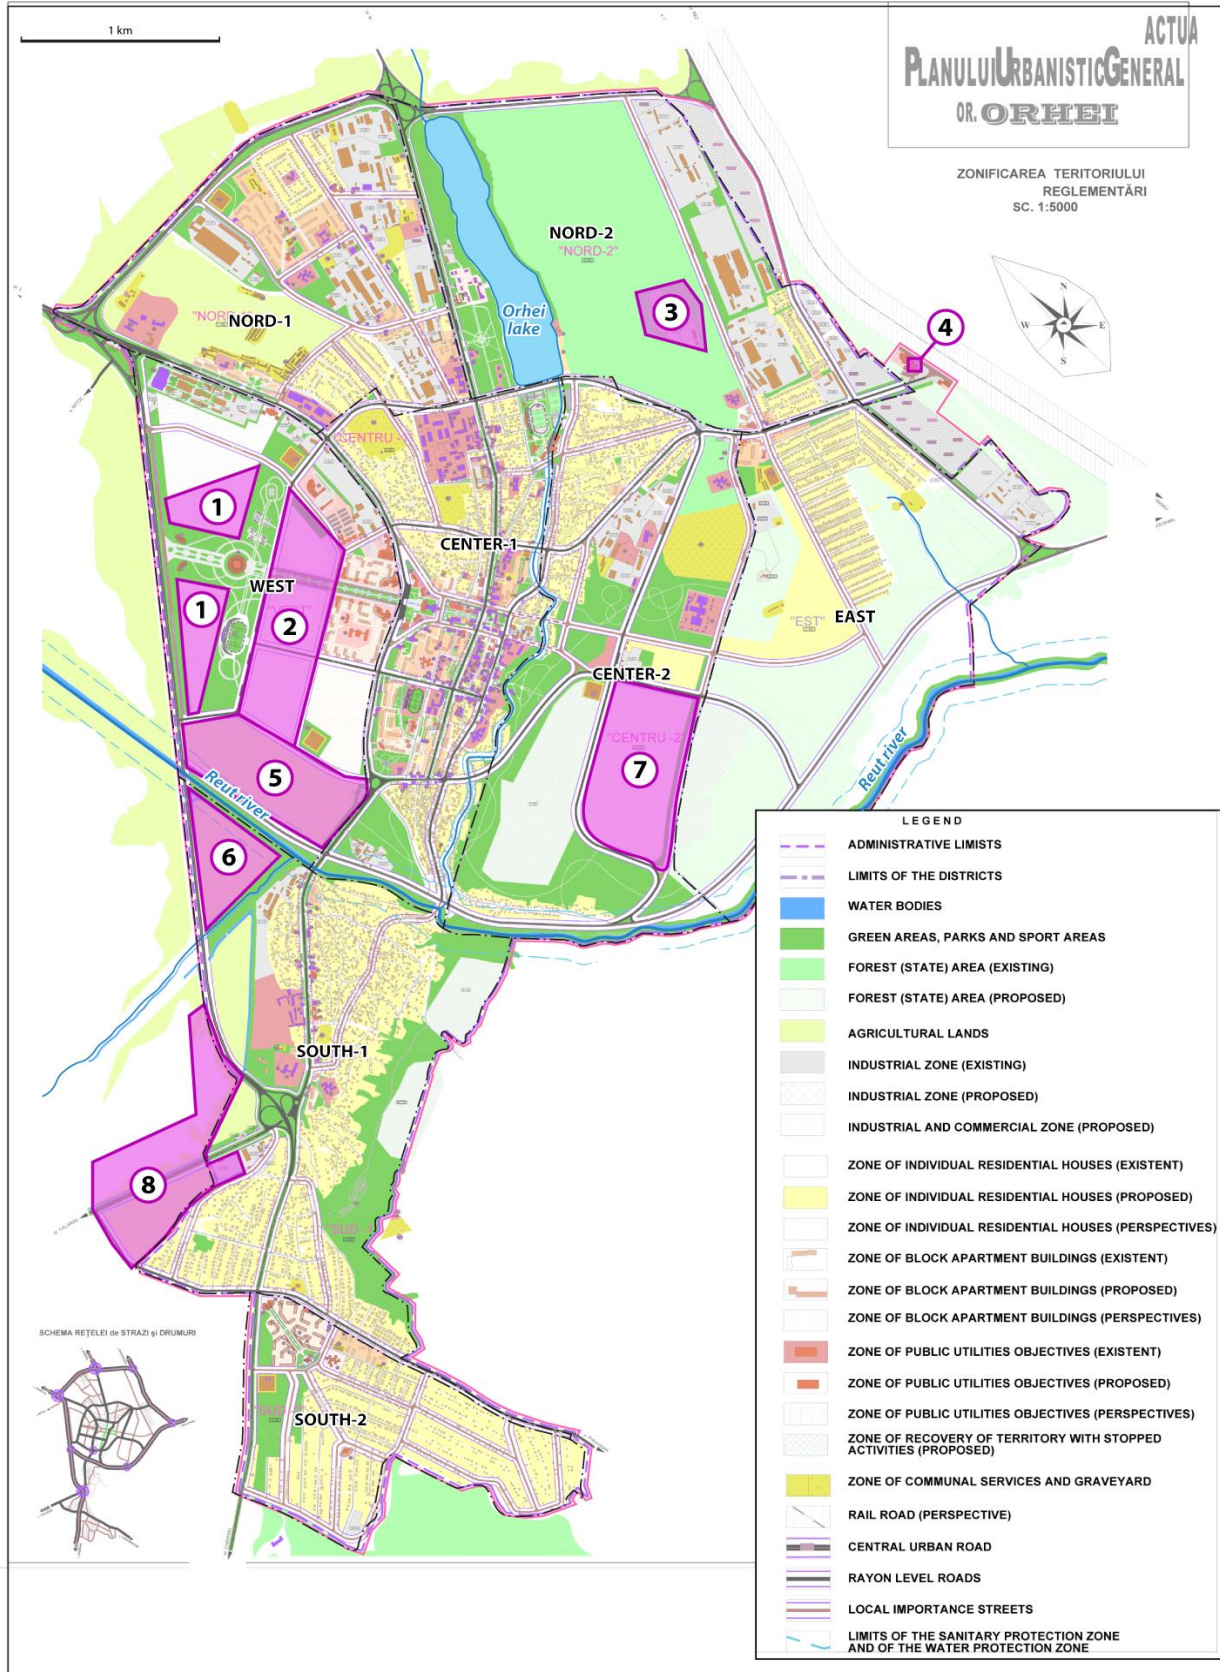 1 km
ACTUA
PLANULUI URBANISTIC GENERAL
OR. ORHEI
ZONIFICAREA TERITORIULUI
REGLEMENTĂRI
SC. 1:5000
N
W E
S
NORD-2
"NORD-2"
Orhei
lake
3
4
NORD-1
"CENTRU -1"
1
CENTER-1
WEST
1
2
EAST
"EST"
CENTER-2
"CENTRU -2"
7
5
Reut river
Reut river
6
SOUTH-1
8
"SUD -1"
SOUTH-2
SCHEMA REȚELEI de STRAZI și DRUMURI
LEGEND
ADMINISTRATIVE LIMISTS
LIMITS OF THE DISTRICTS
WATER BODIES
GREEN AREAS, PARKS AND SPORT AREAS
FOREST (STATE) AREA (EXISTING)
FOREST (STATE) AREA (PROPOSED)
AGRICULTURAL LANDS
INDUSTRIAL ZONE (EXISTING)
INDUSTRIAL ZONE (PROPOSED)
INDUSTRIAL AND COMMERCIAL ZONE (PROPOSED)
ZONE OF INDIVIDUAL RESIDENTIAL HOUSES (EXISTENT)
ZONE OF INDIVIDUAL RESIDENTIAL HOUSES (PROPOSED)
ZONE OF INDIVIDUAL RESIDENTIAL HOUSES (PERSPECTIVES)
ZONE OF BLOCK APARTMENT BUILDINGS (EXISTENT)
ZONE OF BLOCK APARTMENT BUILDINGS (PROPOSED)
ZONE OF BLOCK APARTMENT BUILDINGS (PERSPECTIVES)
ZONE OF PUBLIC UTILITIES OBJECTIVES (EXISTENT)
ZONE OF PUBLIC UTILITIES OBJECTIVES (PROPOSED)
ZONE OF PUBLIC UTILITIES OBJECTIVES (PERSPECTIVES)
ZONE OF RECOVERY OF TERRITORY WITH STOPPED
ACTIVITIES (PROPOSED)
ZONE OF COMMUNAL SERVICES AND GRAVEYARD
RAIL ROAD (PERSPECTIVE)
CENTRAL URBAN ROAD
RAYON LEVEL ROADS
LOCAL IMPORTANCE STREETS
LIMITS OF THE SANITARY PROTECTION ZONE
AND OF THE WATER PROTECTION ZONE